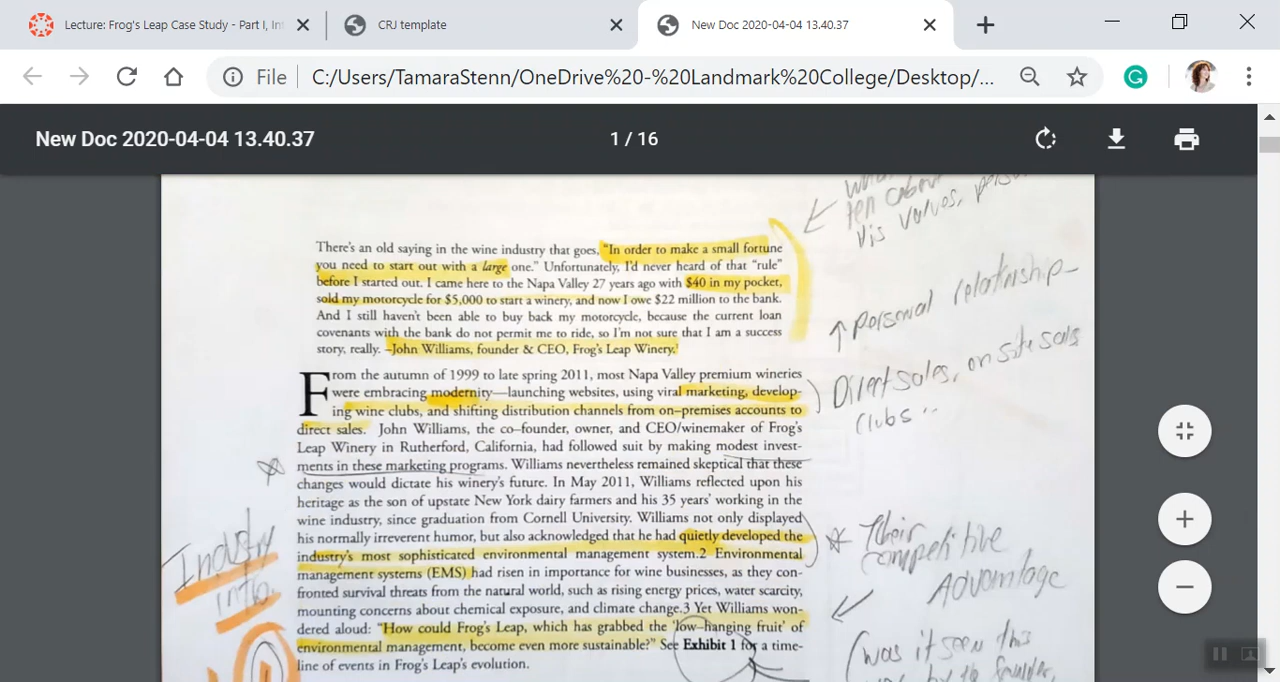 Lecture: Frog's Leap Case Study - Part I, In
CRJ template
New Doc 2020-04-04 13.40.37
File
C:/Users/TamaraStenn/OneDrive%20-%20Landmark%20College/Desktop/...
New Doc 2020-04-04 13.40.37
1 / 16
There's an old saying in the wine industry that goes, "In order to make a small fortune
you need to start out with a large one." Unfortunately, I'd never heard of that "rule"
before I started out. I came here to the Napa Valley 27 years ago with $40 in my pocket,
sold my motorcycle for $5,000 to start a winery, and now I owe $22 million to the bank.
And I still haven't been able to buy back my motorcycle, because the current loan
covenants with the bank do not permit me to ride, so I'm not sure that I am a success
story, really. –John Williams, founder & CEO, Frog's Leap Winery.1
From the autumn of 1999 to late spring 2011, most Napa Valley premium wineries
were embracing modernity—launching websites, using viral marketing, develop-
ing wine clubs, and shifting distribution channels from on–premises accounts to
direct sales. John Williams, the co–founder, owner, and CEO/winemaker of Frog's
Leap Winery in Rutherford, California, had followed suit by making modest invest-
ments in these marketing programs. Williams nevertheless remained skeptical that these
changes would dictate his winery's future. In May 2011, Williams reflected upon his
heritage as the son of upstate New York dairy farmers and his 35 years' working in the
wine industry, since graduation from Cornell University. Williams not only displayed
his normally irreverent humor, but also acknowledged that he had quietly developed the
industry's most sophisticated environmental management system.2 Environmental
management systems (EMS) had risen in importance for wine businesses, as they con-
fronted survival threats from the natural world, such as rising energy prices, water scarcity,
mounting concerns about chemical exposure, and climate change.3 Yet Williams won-
dered aloud: "How could Frog's Leap, which has grabbed the 'low–hanging fruit' of
environmental management, become even more sustainable?" See Exhibit 1 for a time-
line of events in Frog's Leap's evolution.
vis values,
↑ personal relationship-
Direct sales, on site sales
clubs ..
Their
competitive
Advantage
(was it seen this
Industry
info.